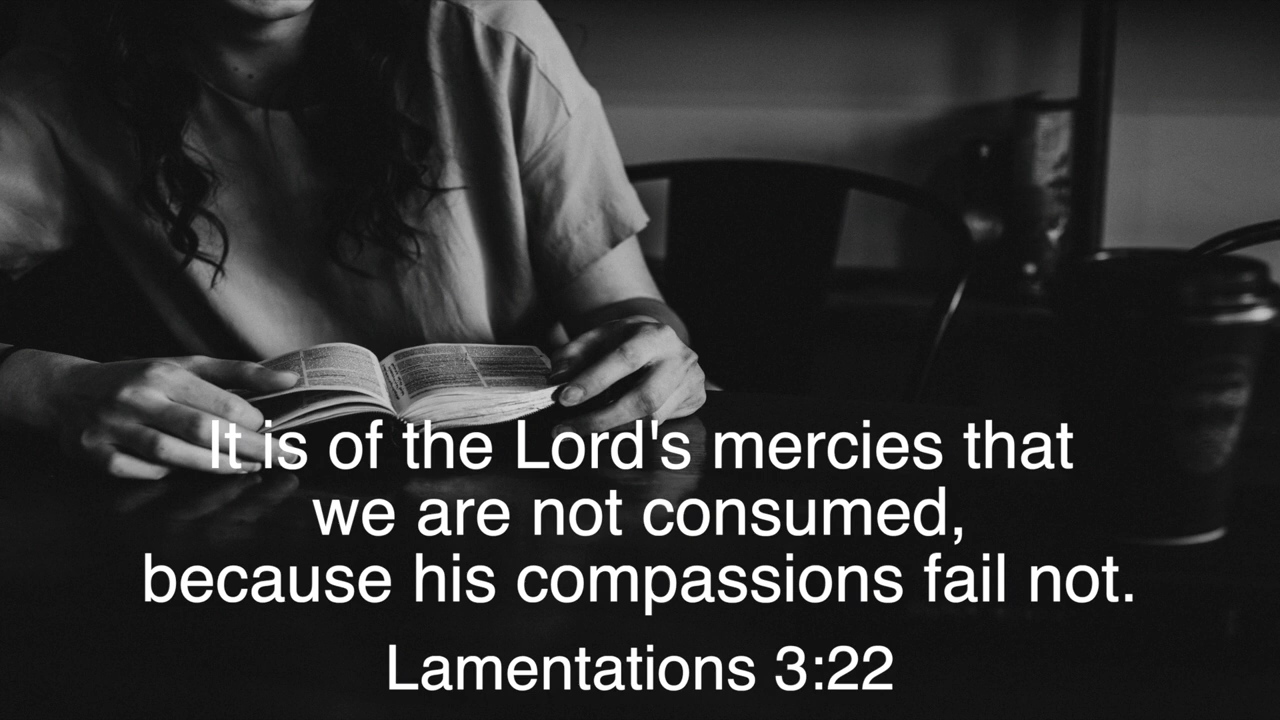 It is of the Lord's mercies that
we are not consumed,
because his compassions fail not.
Lamentations 3:22